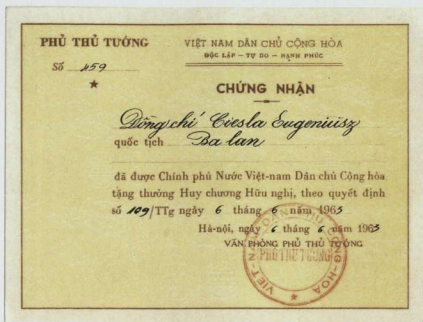 PHỦ THỦ TƯỚNG
Số 459
VIỆT NAM DÂN CHỦ CỘNG HÒA
ĐỘC LẬP – TỰ DO – HẠNH PHÚC
CHỨNG NHẬN
Đồng chí Ciesla Eugeniusz
quốc tịch Ba lan
đã được Chính phủ Nước Việt-nam Dân chủ Cộng hòa
tặng thưởng Huy chương Hữu nghị, theo quyết định
số 109/TTg ngày 6 tháng 6 năm 1963
Hà-nội, ngày 6 tháng 6 năm 1963
VĂN PHÒNG PHỦ THỦ TƯỚNG
PHỦ THỦ TƯỚNG